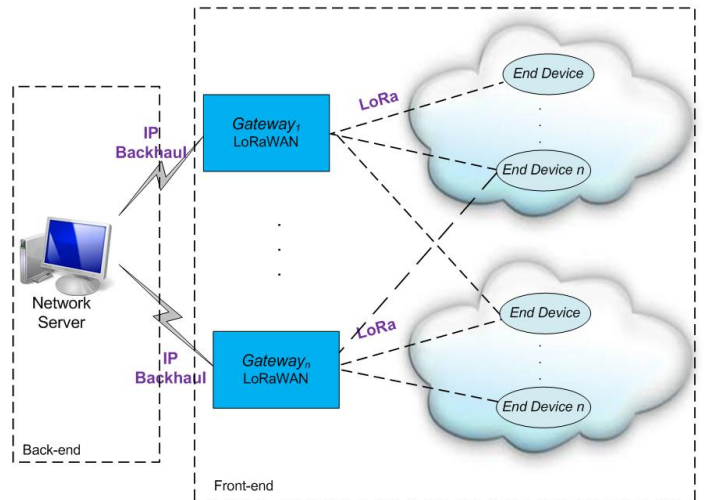 End Device
LoRa
IP
Backhaul
Gateway1
LoRaWAN
End Device n
Network
Server
End Device
LoRa
IP
Backhaul
Gatewayn
LoRaWAN
End Device n
Back-end
Front-end